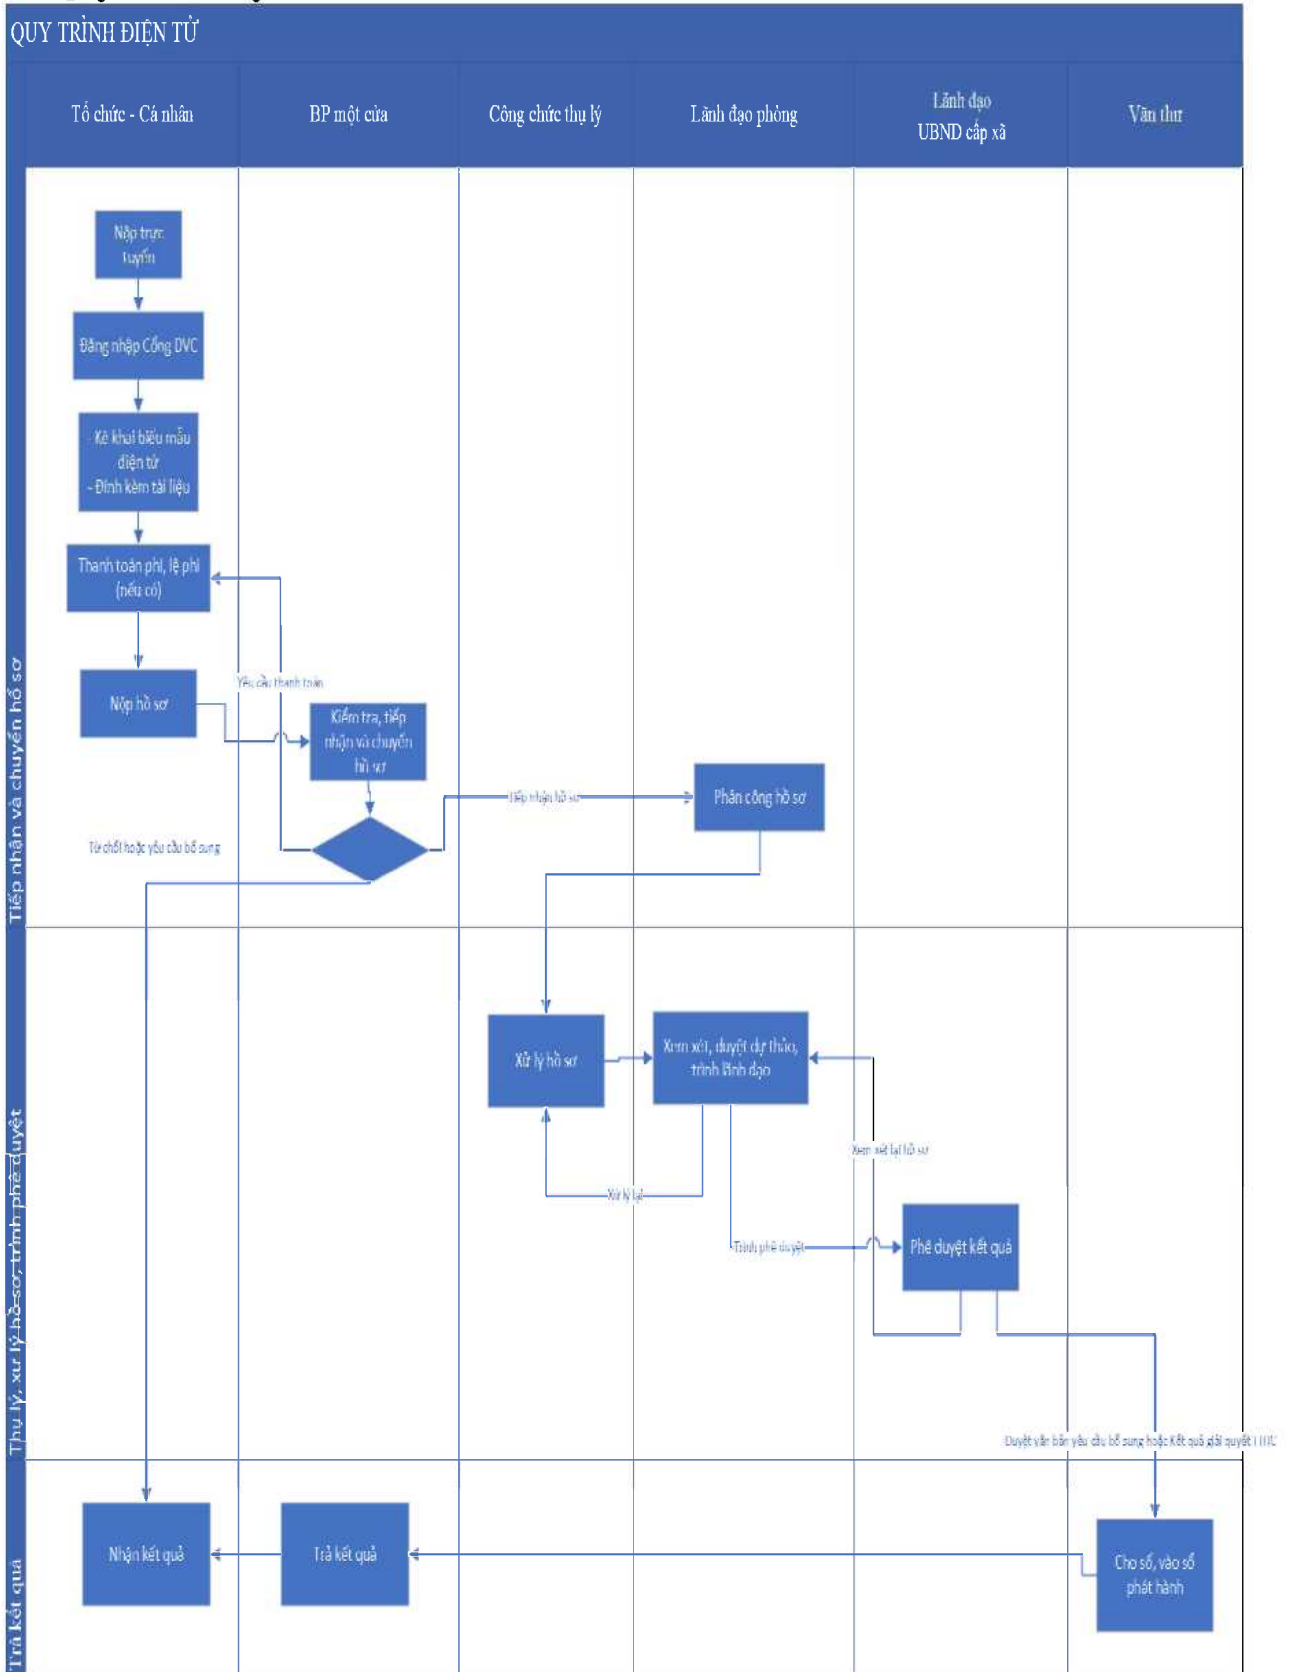 QUY TRÌNH ĐIỆN TỬ
Tổ chức - Cá nhân
BP một cửa
Công chức thụ lý
Lãnh đạo phòng
Lãnh đạo
UBND cấp xã
Văn thư
Tiếp nhận và chuyển hồ sơ
Nộp trực
tuyến
Đăng nhập Cổng DVC
- Kê khai biểu mẫu
điện tử
- Đính kèm tài liệu
Thanh toán phí, lệ phí
(nếu có)
Yêu cầu thanh toán
Nộp hồ sơ
Kiểm tra, tiếp
nhận và chuyển
hồ sơ
Tiếp nhận hồ sơ
Phân công hồ sơ
Từ chối hoặc yêu cầu bổ sung
Thụ lý, xử lý hồ sơ, trình phê duyệt
Xử lý hồ sơ
Xem xét, duyệt dự thảo,
trình lãnh đạo
Xem xét lại hồ sơ
Xử lý lại
Trình phê duyệt
Phê duyệt kết quả
Duyệt văn bản yêu cầu bổ sung hoặc Kết quả giải quyết TTHC
Trả kết quả
Nhận kết quả
Trả kết quả
Cho số, vào sổ
phát hành